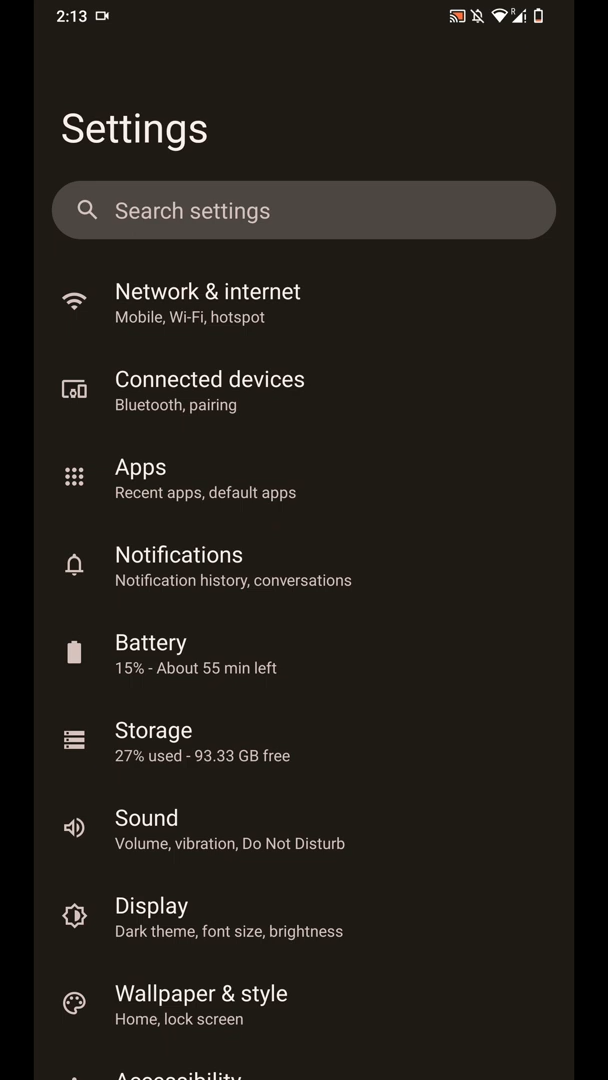 2:13
R
Settings
Search settings
Network & internet
Mobile, Wi-Fi, hotspot
Connected devices
Bluetooth, pairing
Apps
Recent apps, default apps
Notifications
Notification history, conversations
Battery
15% - About 55 min left
Storage
27% used - 93.33 GB free
Sound
Volume, vibration, Do Not Disturb
Display
Dark theme, font size, brightness
Wallpaper & style
Home, lock screen
Accessibility